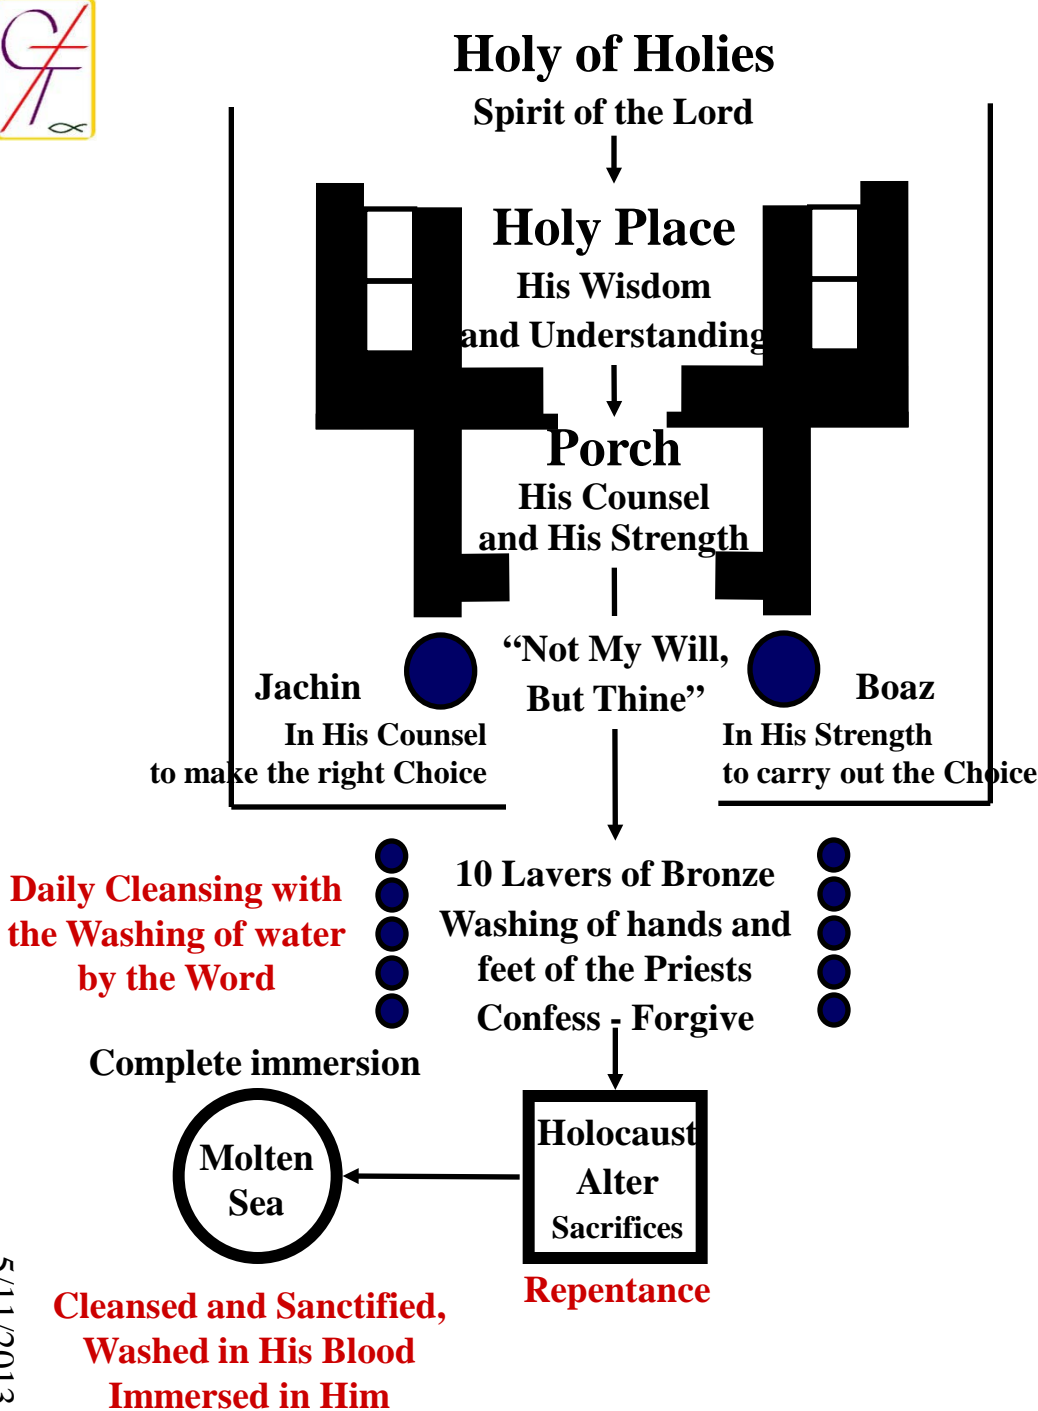 Holy of Holies
Spirit of the Lord
Holy Place
His Wisdom
and Understanding
Porch
His Counsel
and His Strength
“Not My Will,
But Thine”
Jachin
In His Counsel
to make the right Choice
Boaz
In His Strength
to carry out the Choice
Daily Cleansing with
the Washing of water
by the Word
10 Lavers of Bronze
Washing of hands and
feet of the Priests
Confess - Forgive
Complete immersion
Molten
Sea
Holocaust
Alter
Sacrifices
Repentance
Cleansed and Sanctified,
Washed in His Blood
Immersed in Him
5/11/2013